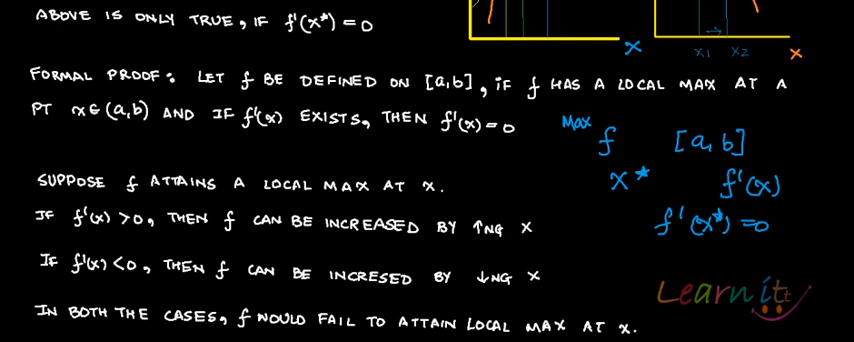 ABOVE IS ONLY TRUE, IF f'(x*) = 0
x
x1 x2 x
FORMAL PROOF: LET f BE DEFINED ON [a,b], IF f HAS A LOCAL MAX AT A
PT x∈(a,b) AND IF f'(x) EXISTS, THEN f'(x) = 0
Max f [a,b]
x* f'(x)
f'(x*) = 0
SUPPOSE f ATTAINS A LOCAL MAX AT x.
IF f'(x) > 0, THEN f CAN BE INCREASED BY ↑NG x
IF f'(x) < 0, THEN f CAN BE INCRESED BY ↓NG x
Learnitt
IN BOTH THE CASES, f WOULD FAIL TO ATTAIN LOCAL MAX AT x.